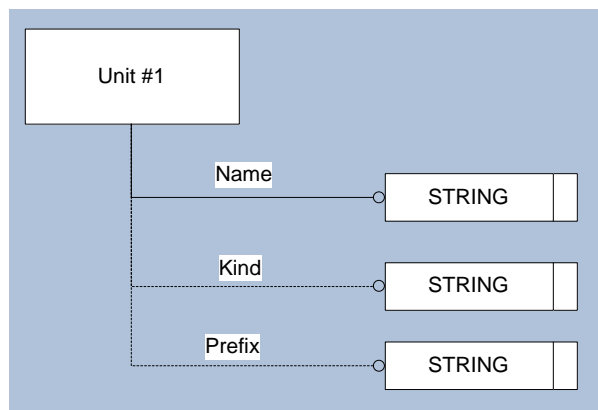 Unit #1
Name
STRING
Kind
STRING
Prefix
STRING